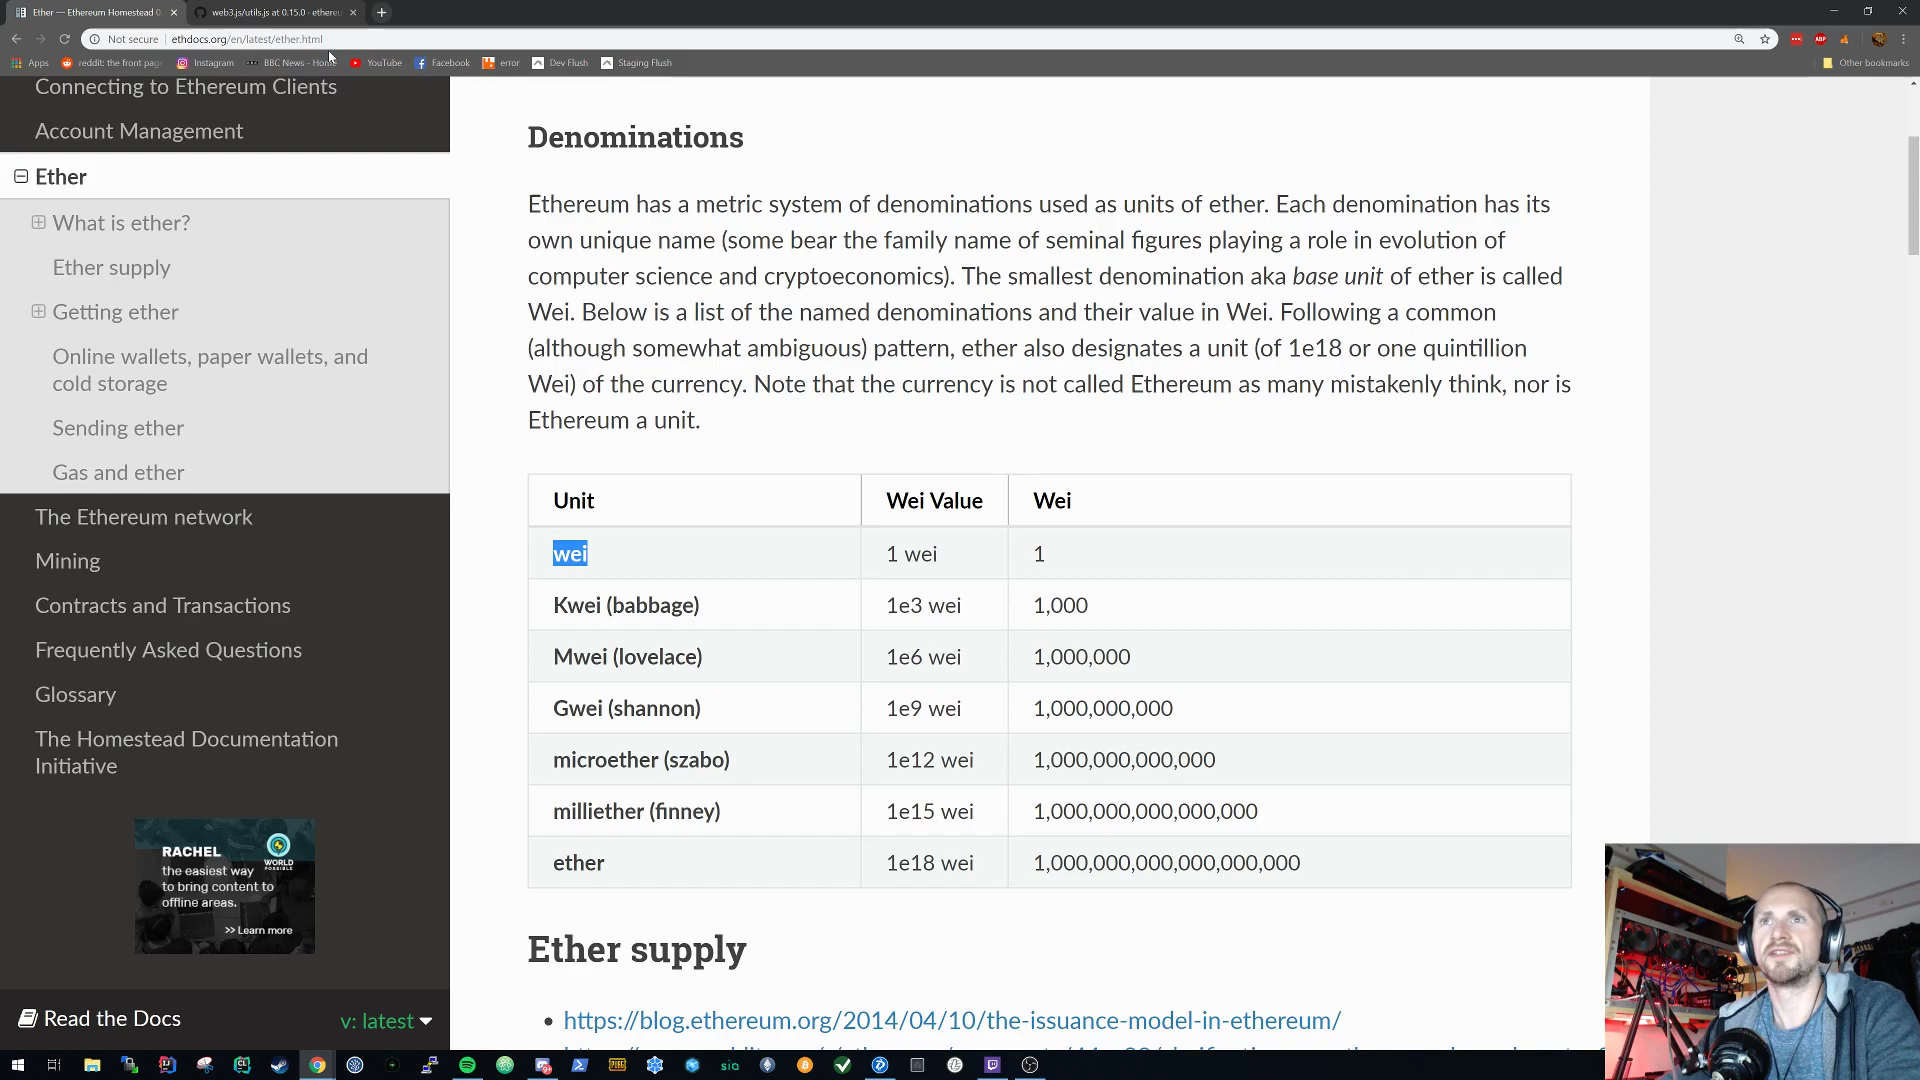 Ether — Ethereum Homestead 0
web3.js/utils.js at 0.15.0 · ethereu
Not secure ethdocs.org/en/latest/ether.html
Apps reddit: the front page Instagram BBC News - Home YouTube Facebook error Dev Flush Staging Flush Other bookmarks
Connecting to Ethereum Clients
Account Management
Ether
What is ether?
Ether supply
Getting ether
Online wallets, paper wallets, and
cold storage
Sending ether
Gas and ether
The Ethereum network
Mining
Contracts and Transactions
Frequently Asked Questions
Glossary
The Homestead Documentation
Initiative
RACHEL
the easiest way
to bring content to
offline areas.
WORLD
POSSIBLE
>> Learn more
Read the Docs
v: latest
Denominations
Ethereum has a metric system of denominations used as units of ether. Each denomination has its
own unique name (some bear the family name of seminal figures playing a role in evolution of
computer science and cryptoeconomics). The smallest denomination aka base unit of ether is called
Wei. Below is a list of the named denominations and their value in Wei. Following a common
(although somewhat ambiguous) pattern, ether also designates a unit (of 1e18 or one quintillion
Wei) of the currency. Note that the currency is not called Ethereum as many mistakenly think, nor is
Ethereum a unit.
Unit Wei Value Wei
wei 1 wei 1
Kwei (babbage) 1e3 wei 1,000
Mwei (lovelace) 1e6 wei 1,000,000
Gwei (shannon) 1e9 wei 1,000,000,000
microether (szabo) 1e12 wei 1,000,000,000,000
milliether (finney) 1e15 wei 1,000,000,000,000,000
ether 1e18 wei 1,000,000,000,000,000,000
Ether supply
https://blog.ethereum.org/2014/04/10/the-issuance-model-in-ethereum/